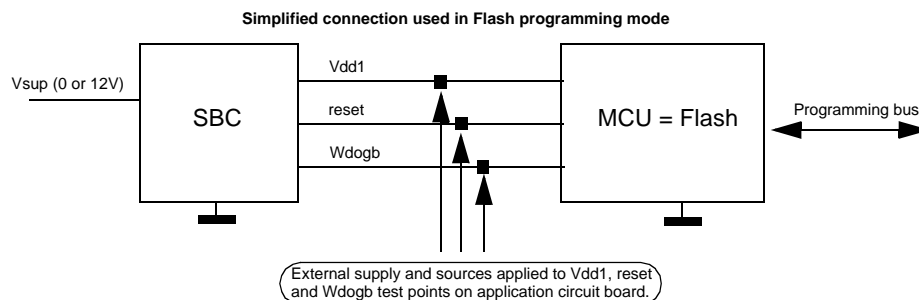 Simplified connection used in Flash programming mode
Vsup (0 or 12V)
SBC
Vdd1
reset
Wdogb
MCU = Flash
Programming bus
External supply and sources applied to Vdd1, reset
and Wdogb test points on application circuit board.